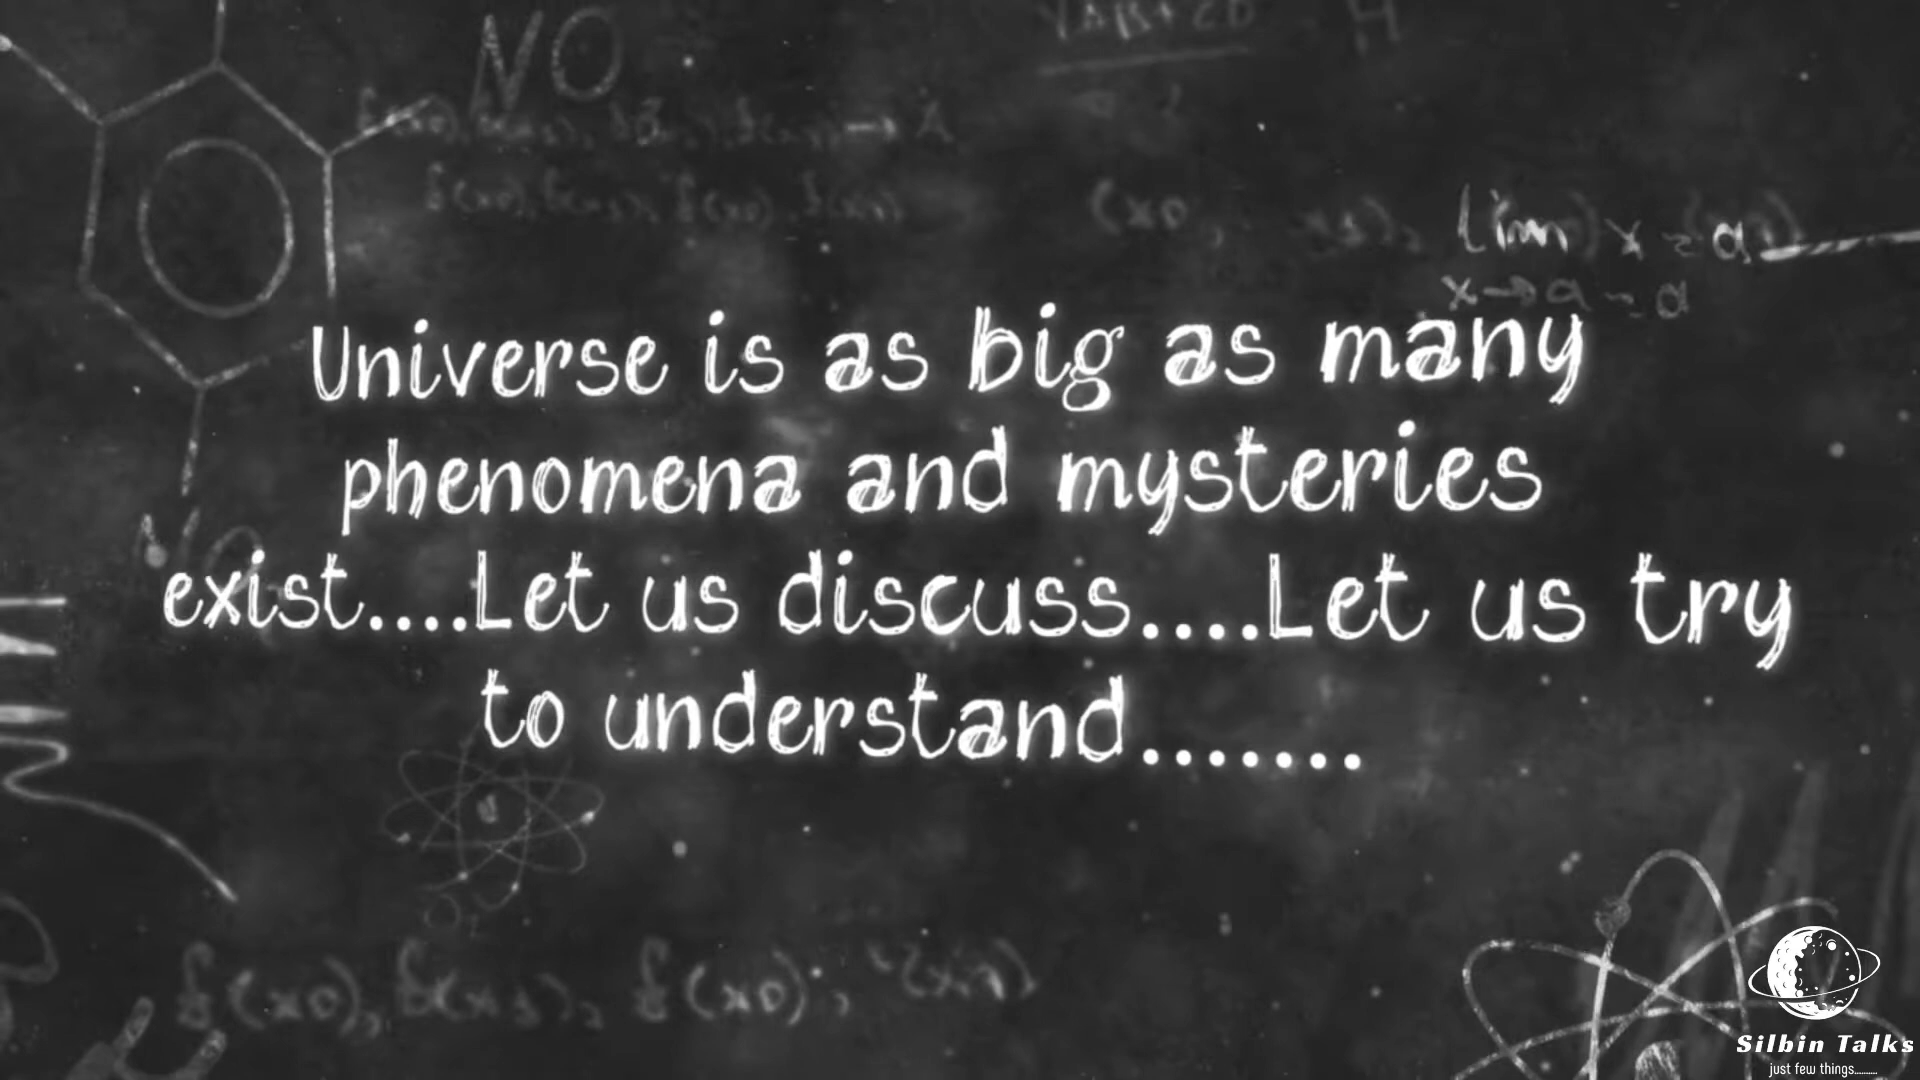 NO
Universe is as big as many
phenomena and mysteries
exist....Let us discuss....Let us try
to understand.......
Silbin Talks
just few things..........